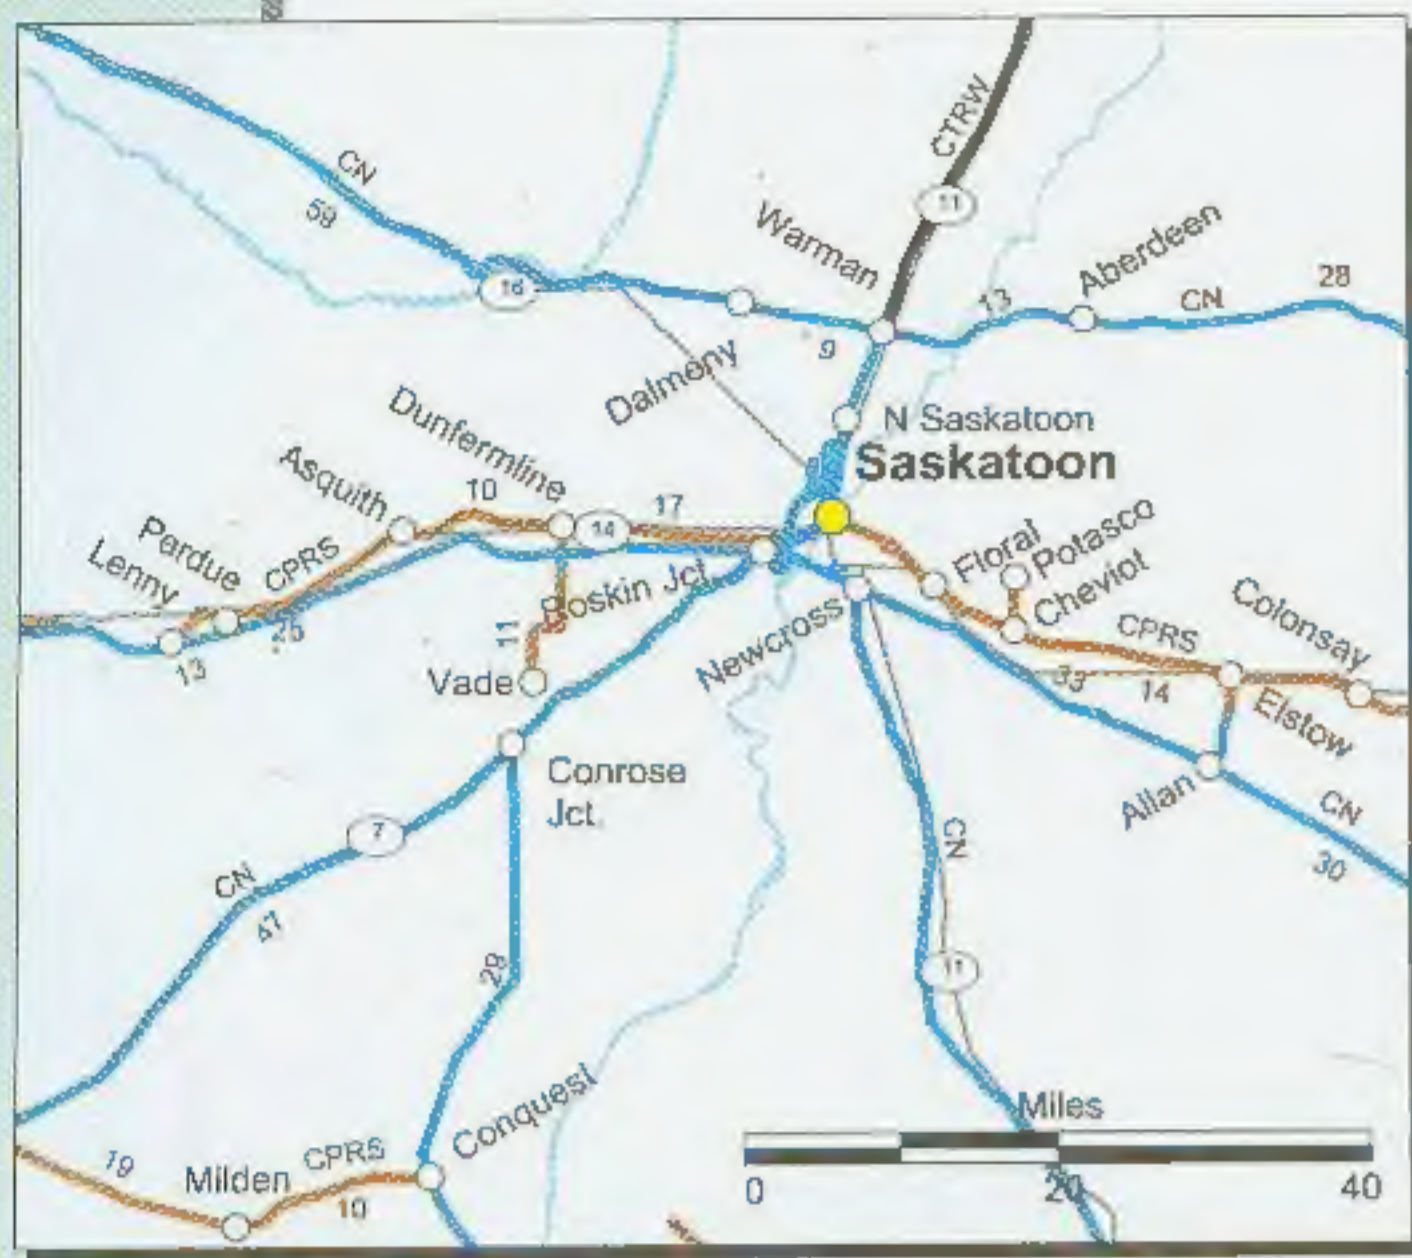 CTRW
CN
59
11
Warman
Aberdeen
28
16
13
CN
9
Dalmeny
N Saskatoon
Saskatoon
Dunfermline
Asquith
10
17
14
Perdue
Lenny
CPRS
Floral
Potasco
Cheviot
Colonsay
CPRS
25
11
13
Newcross
Vade
33
14
Elstow
Conrose
Jct.
Allan
CN
7
CN
30
CN
47
29
11
Conquest
Miles
19
CPRS
Milden
10
0
20
40